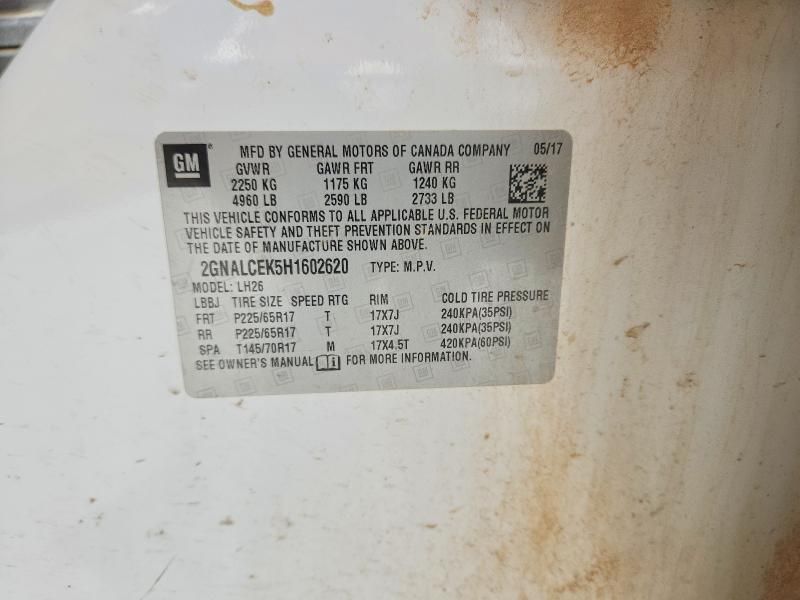 GM
MFD BY GENERAL MOTORS OF CANADA COMPANY 05/17
GVWR GAWR FRT GAWR RR
2250 KG 1175 KG 1240 KG
4960 LB 2590 LB 2733 LB
THIS VEHICLE CONFORMS TO ALL APPLICABLE U.S. FEDERAL MOTOR
VEHICLE SAFETY AND THEFT PREVENTION STANDARDS IN EFFECT ON
THE DATE OF MANUFACTURE SHOWN ABOVE.
2GNALCEK5H1602620 TYPE: M.P.V.
MODEL: LH26
LBBJ TIRE SIZE SPEED RTG RIM COLD TIRE PRESSURE
FRT P225/65R17 T 17X7J 240KPA(35PSI)
RR P225/65R17 T 17X7J 240KPA(35PSI)
SPA T145/70R17 M 17X4.5T 420KPA(60PSI)
SEE OWNER'S MANUAL FOR MORE INFORMATION.